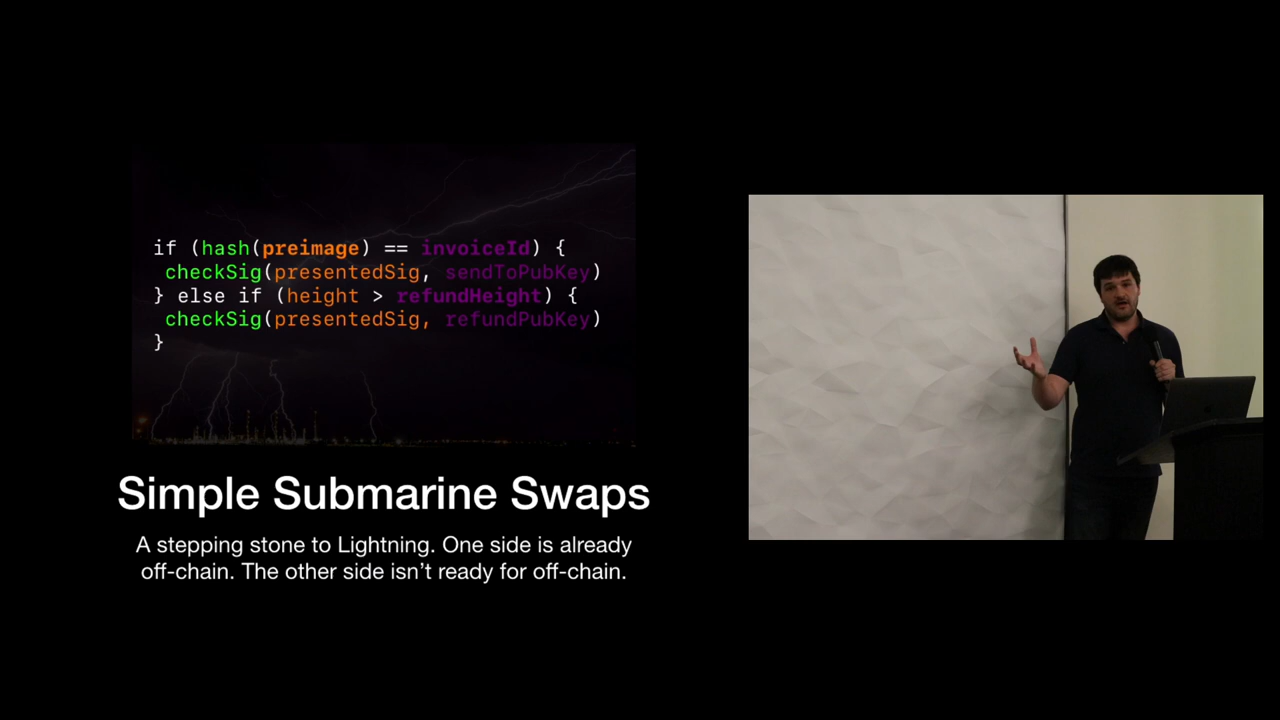 if (hash(preimage) == invoiceId) {
checkSig(presentedSig, sendToPubKey)
} else if (height > refundHeight) {
checkSig(presentedSig, refundPubKey)
}
Simple Submarine Swaps
A stepping stone to Lightning. One side is already
off-chain. The other side isn’t ready for off-chain.